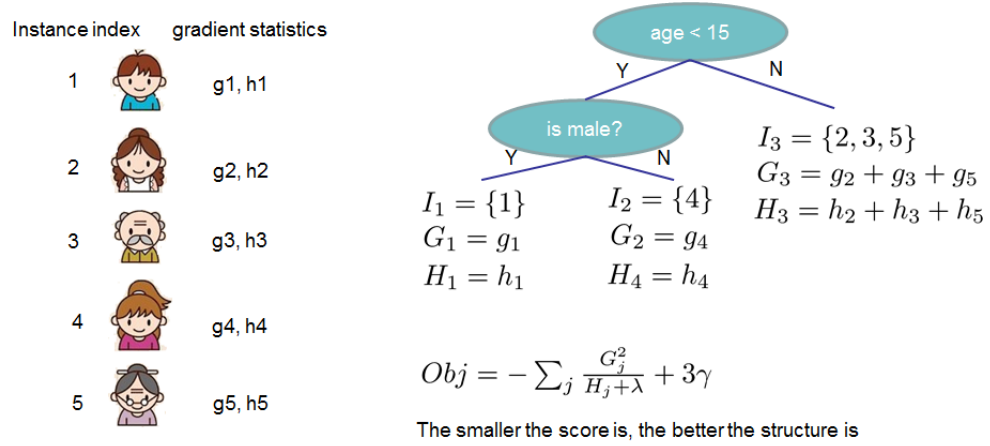 Instance index gradient statistics
1 g1, h1
2 g2, h2
3 g3, h3
4 g4, h4
5 g5, h5
age < 15
Y N
is male?
Y N
I₁ = {1}
G₁ = g₁
H₁ = h₁
I₂ = {4}
G₂ = g₄
H₄ = h₄
I₃ = {2, 3, 5}
G₃ = g₂ + g₃ + g₅
H₃ = h₂ + h₃ + h₅
Obj = − ∑ⱼ Gⱼ² / (Hⱼ + λ) + 3γ
The smaller the score is, the better the structure is